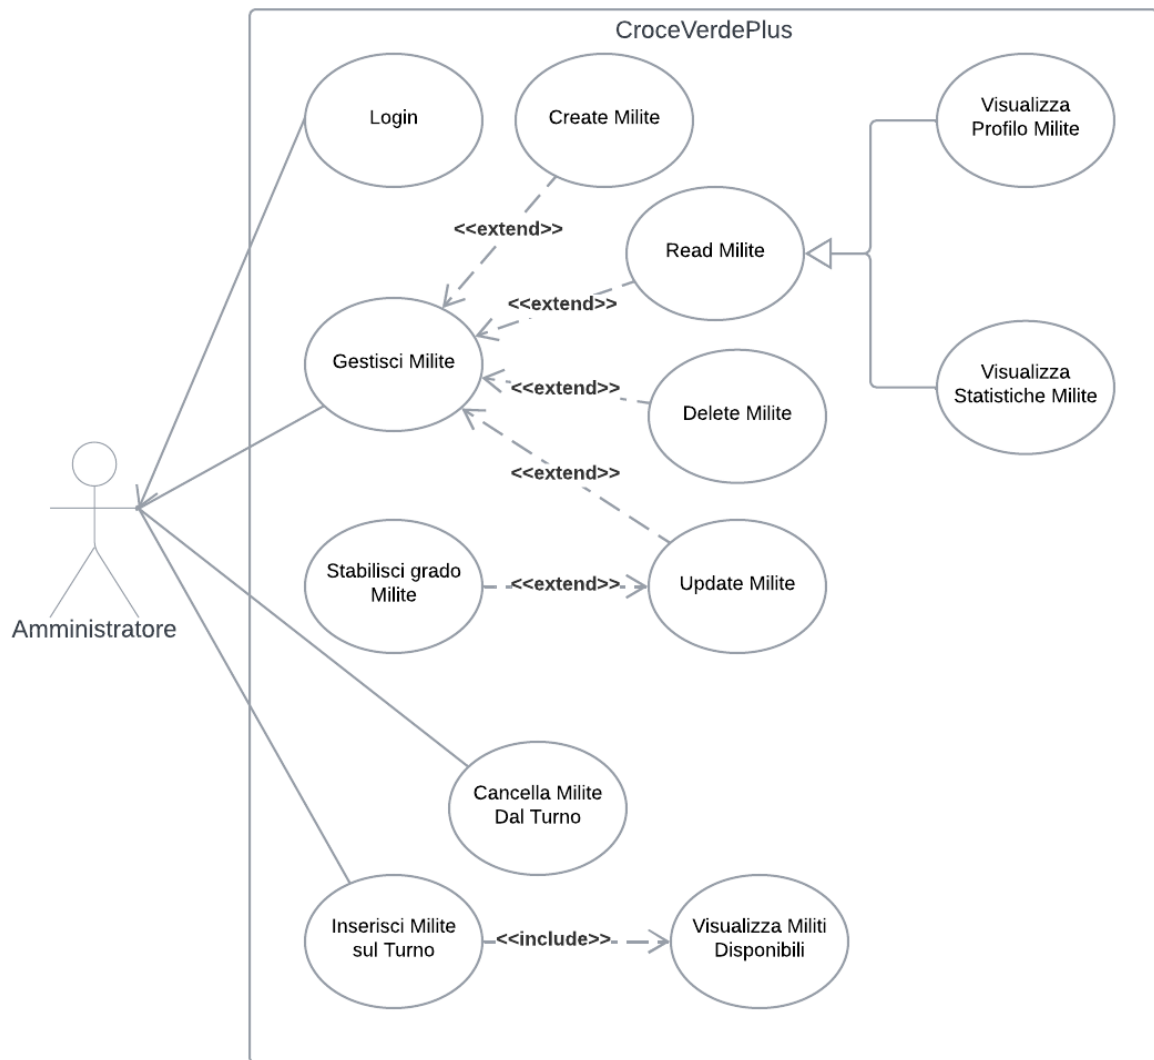 CroceVerdePlus
Login
Create Milite
Visualizza
Profilo Milite
<<extend>>
Read Milite
<<extend>>
Gestisci Milite
<<extend>>
Delete Milite
Visualizza
Statistiche Milite
<<extend>>
Stabilisci grado
Milite
<<extend>>
Update Milite
Amministratore
Cancella Milite
Dal Turno
Inserisci Milite
sul Turno
<<include>>
Visualizza Militi
Disponibili